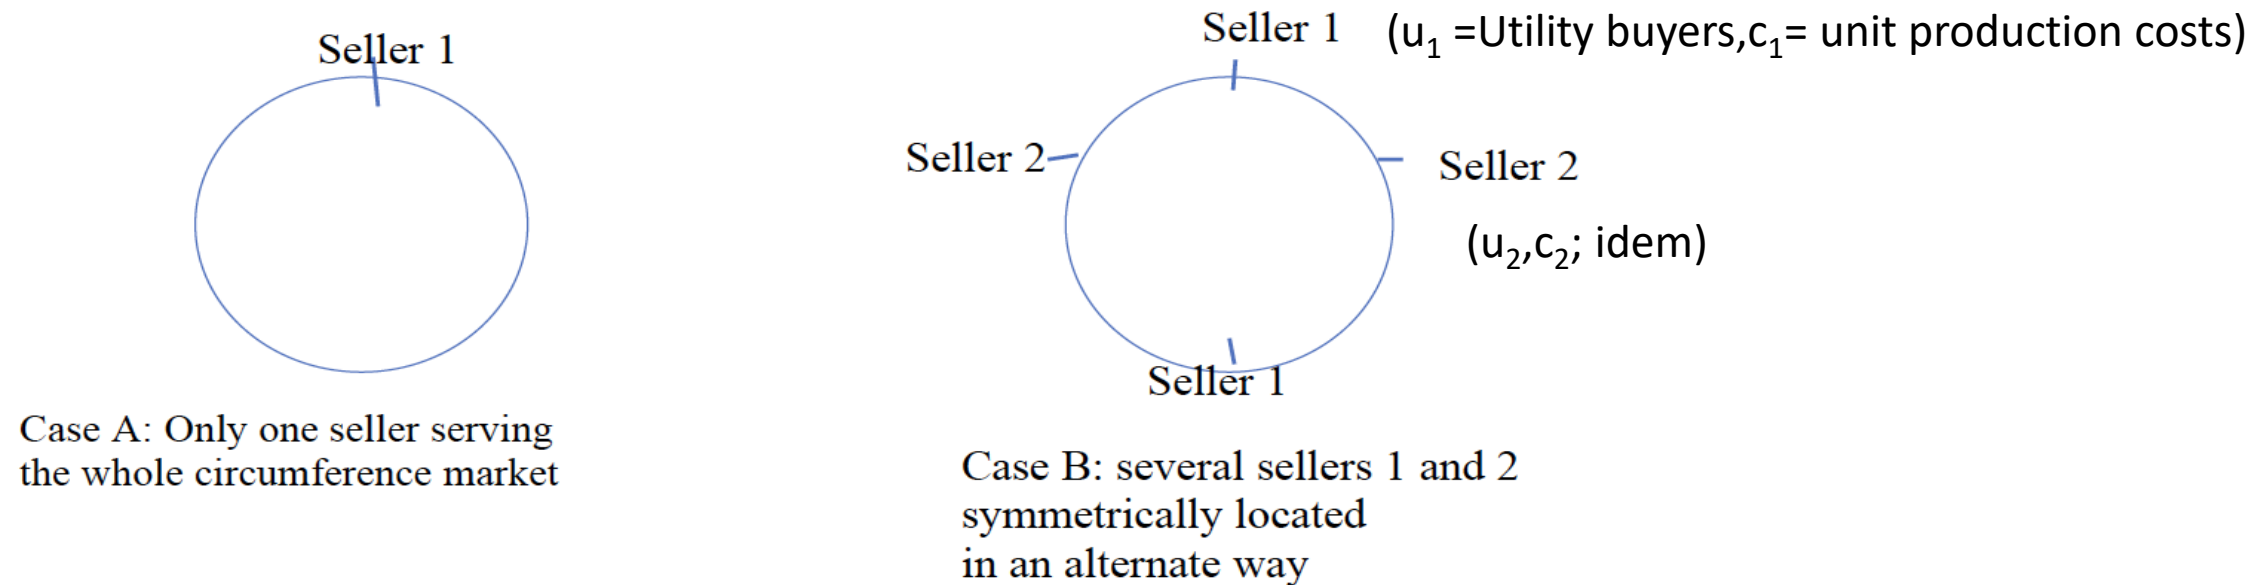 Seller 1
Case A: Only one seller serving
the whole circumference market
Seller 1 (u₁ =Utility buyers,c₁= unit production costs)
Seller 2
Seller 2
(u₂,c₂; idem)
Seller 1
Case B: several sellers 1 and 2
symmetrically located
in an alternate way